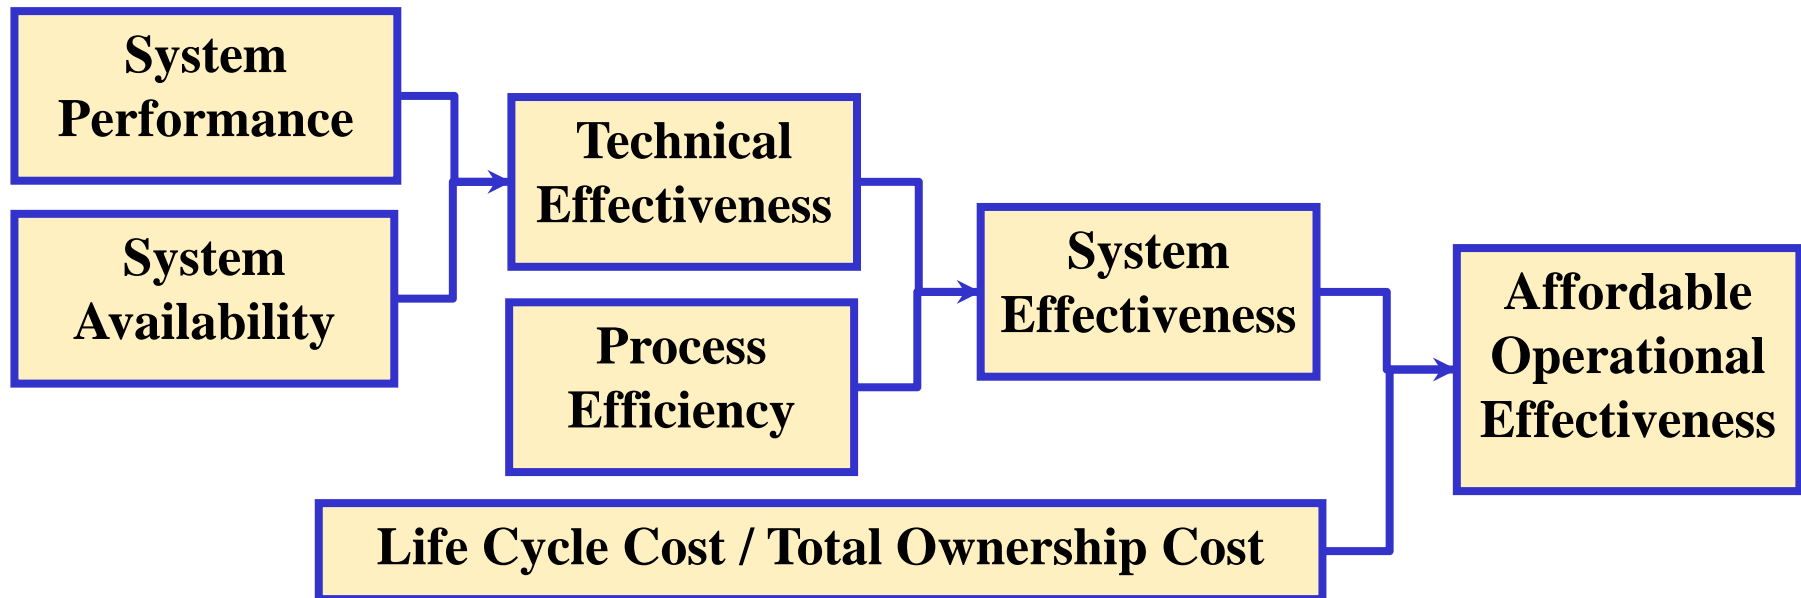 System
Performance
System
Availability
Technical
Effectiveness
Process
Efficiency
System
Effectiveness
Affordable
Operational
Effectiveness
Life Cycle Cost / Total Ownership Cost